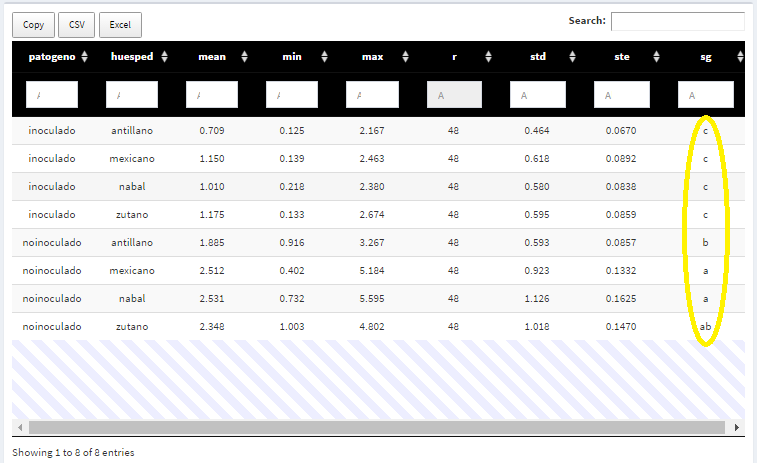 Copy CSV Excel Search:
patogeno huesped mean min max r std ste sg
A A A A A A A A A
inoculado antillano 0.709 0.125 2.167 48 0.464 0.0670 c
inoculado mexicano 1.150 0.139 2.463 48 0.618 0.0892 c
inoculado nabal 1.010 0.218 2.380 48 0.580 0.0838 c
inoculado zutano 1.175 0.133 2.674 48 0.595 0.0859 c
noinoculado antillano 1.885 0.916 3.267 48 0.593 0.0857 b
noinoculado mexicano 2.512 0.402 5.184 48 0.923 0.1332 a
noinoculado nabal 2.531 0.732 5.595 48 1.126 0.1625 a
noinoculado zutano 2.348 1.003 4.802 48 1.018 0.1470 ab
Showing 1 to 8 of 8 entries